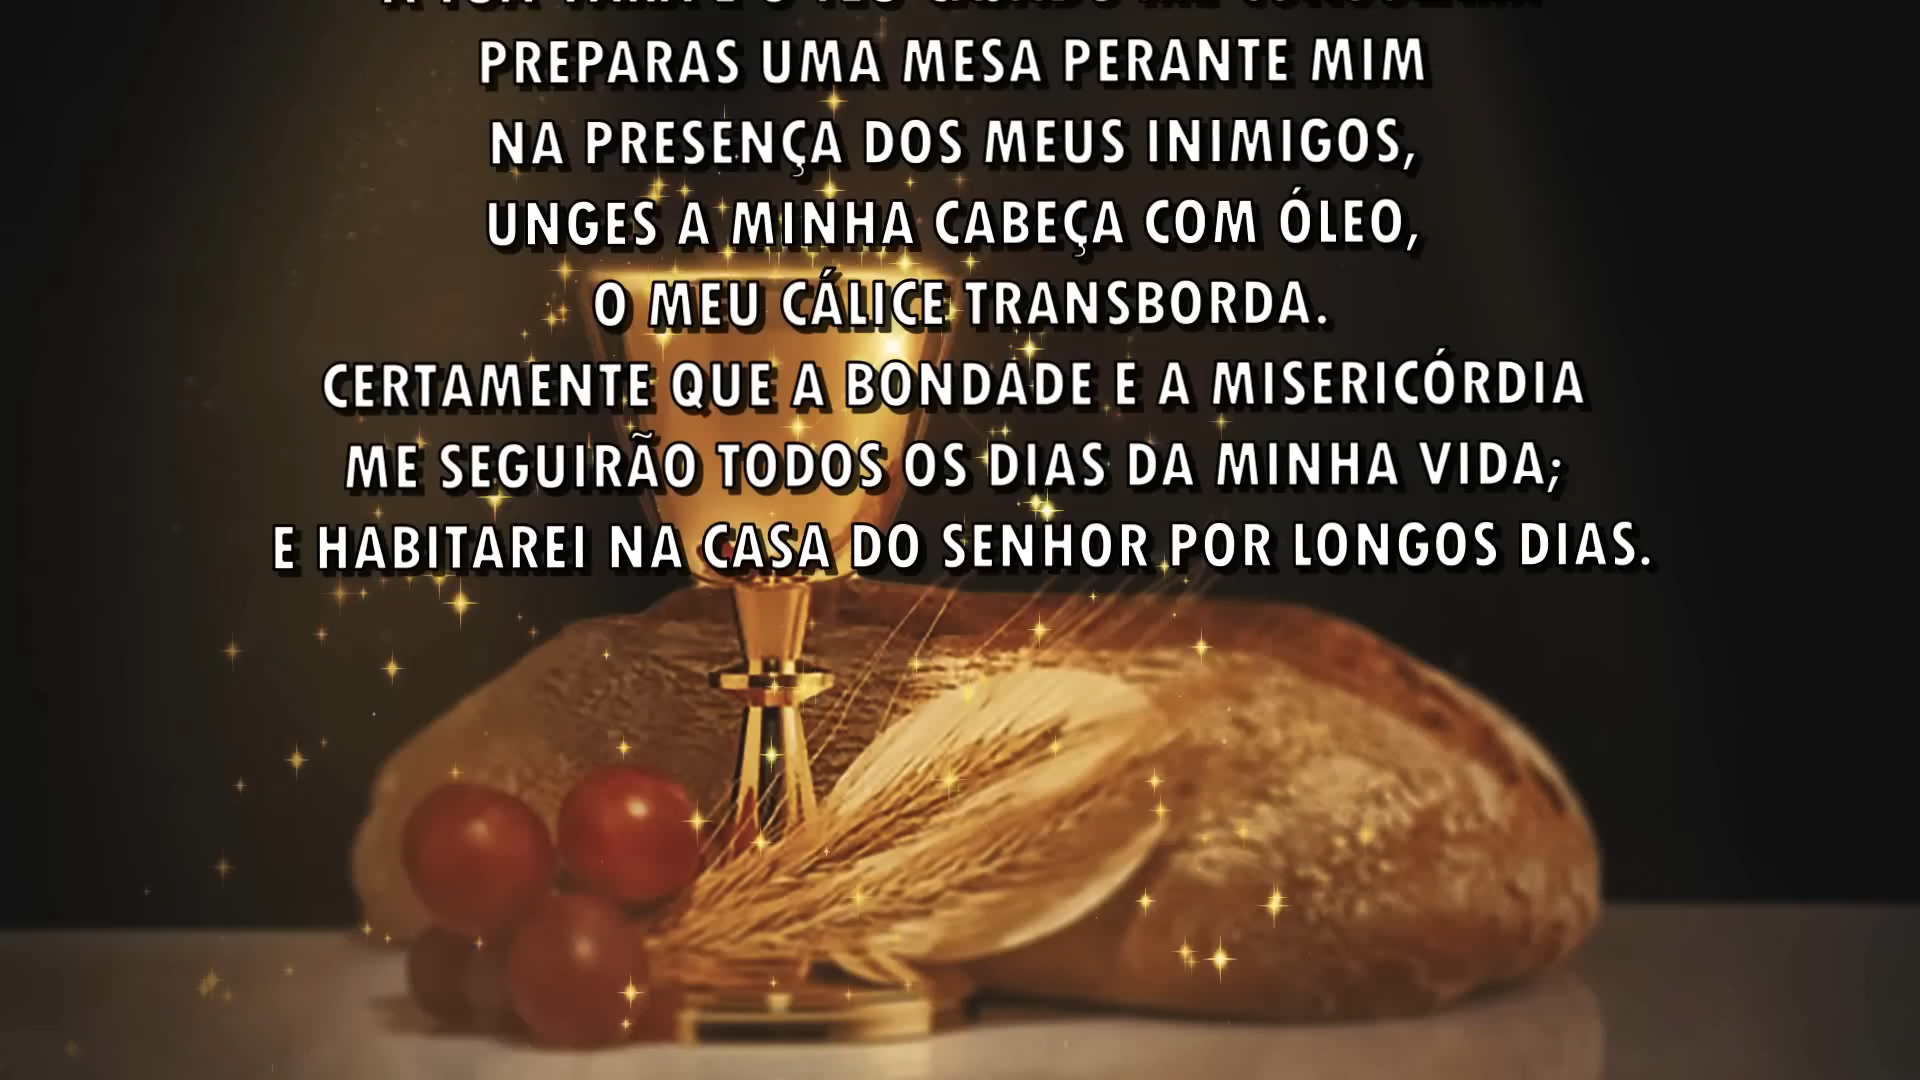 PREPARAS UMA MESA PERANTE MIM
NA PRESENÇA DOS MEUS INIMIGOS,
UNGES A MINHA CABEÇA COM ÓLEO,
O MEU CÁLICE TRANSBORDA.
CERTAMENTE QUE A BONDADE E A MISERICÓRDIA
ME SEGUIRÃO TODOS OS DIAS DA MINHA VIDA;
E HABITAREI NA CASA DO SENHOR POR LONGOS DIAS.